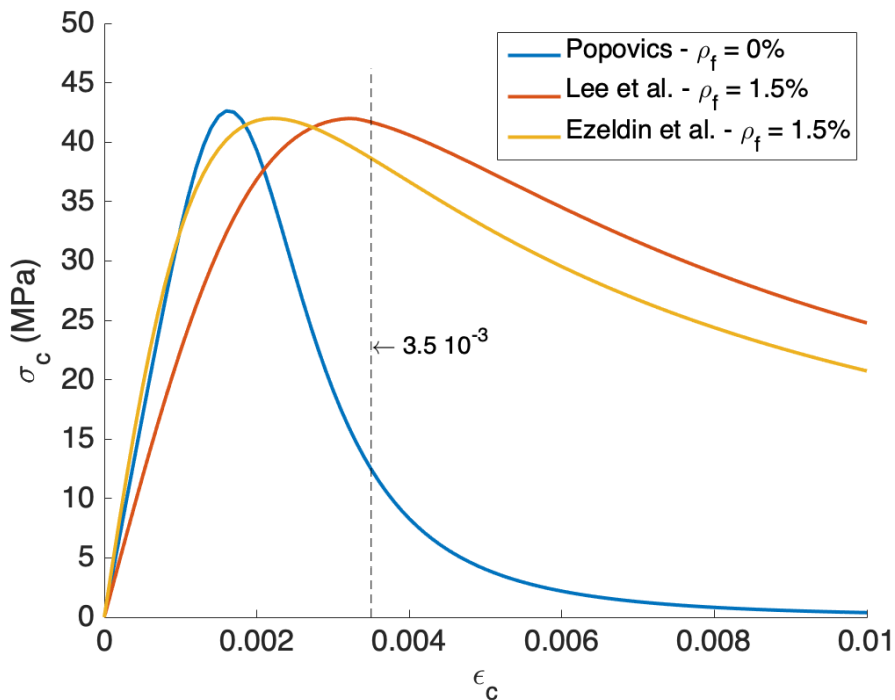 50
45
40
35
30
25
20
15
10
5
0
σc (MPa)
Popovics - ρf = 0%
Lee et al. - ρf = 1.5%
Ezeldin et al. - ρf = 1.5%
← 3.5 10-3
0 0.002 0.004 0.006 0.008 0.01
ϵc